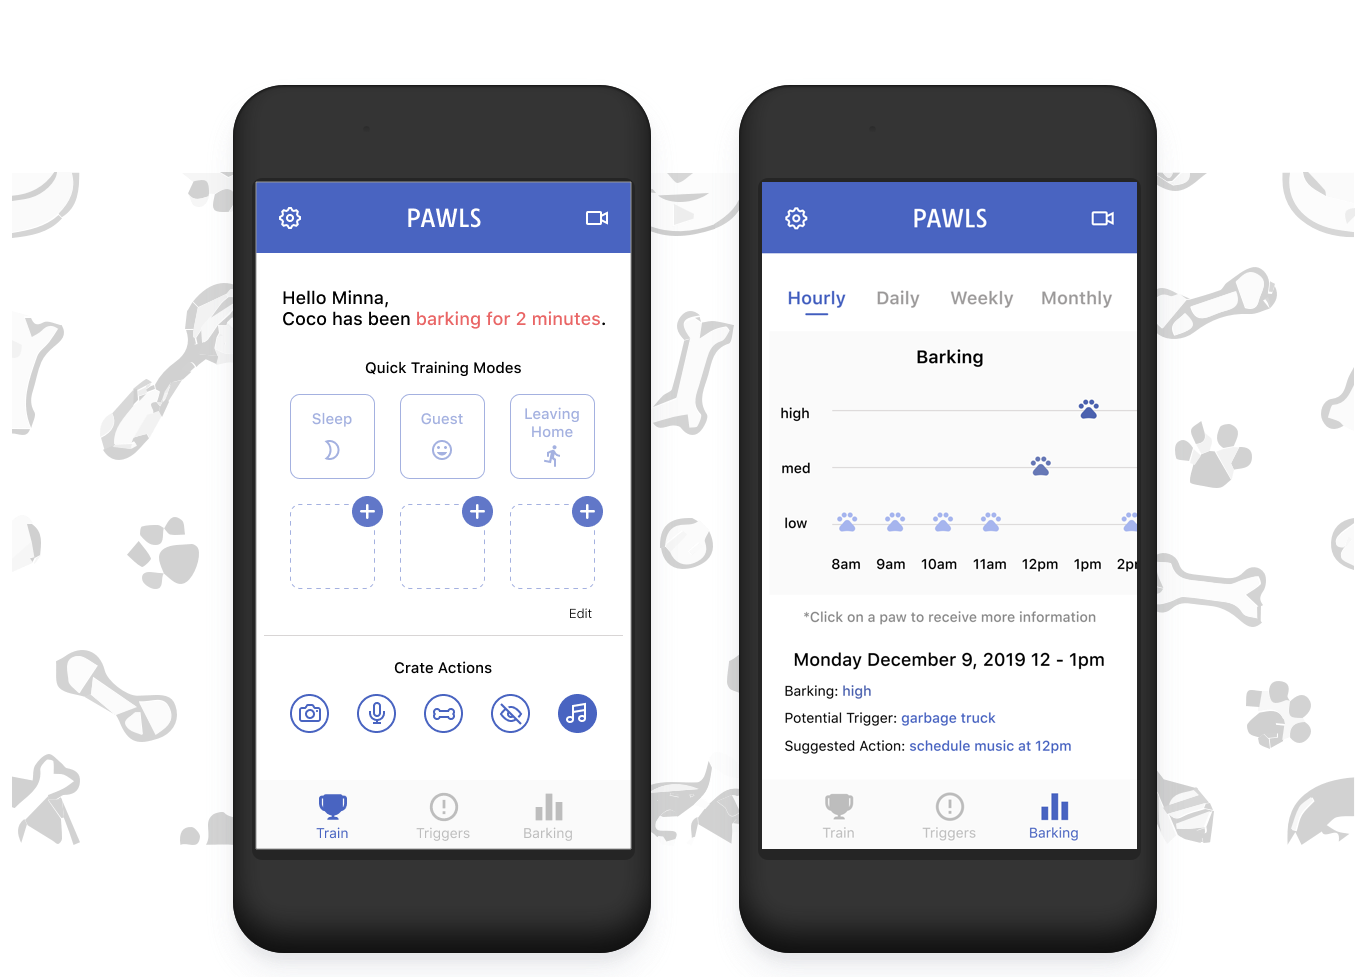 PAWLS
Hello Minna,
Coco has been barking for 2 minutes.
Quick Training Modes
Sleep
Guest
Leaving
Home
Edit
Crate Actions
Train
Triggers
Barking
PAWLS
Hourly
Daily
Weekly
Monthly
Barking
high
med
low
8am 9am 10am 11am 12pm 1pm
*Click on a paw to receive more information
Monday December 9, 2019 12 - 1pm
Barking: high
Potential Trigger: garbage truck
Suggested Action: schedule music at 12pm
Train
Triggers
Barking